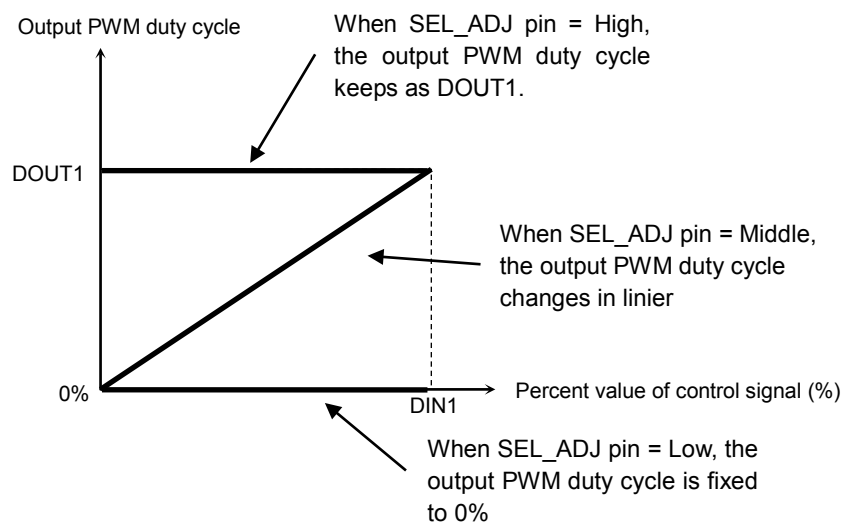 Output PWM duty cycle
When SEL_ADJ pin = High,
the output PWM duty cycle
keeps as DOUT1.
DOUT1
When SEL_ADJ pin = Middle,
the output PWM duty cycle
changes in linier
0%
DIN1
Percent value of control signal (%)
When SEL_ADJ pin = Low, the
output PWM duty cycle is fixed
to 0%